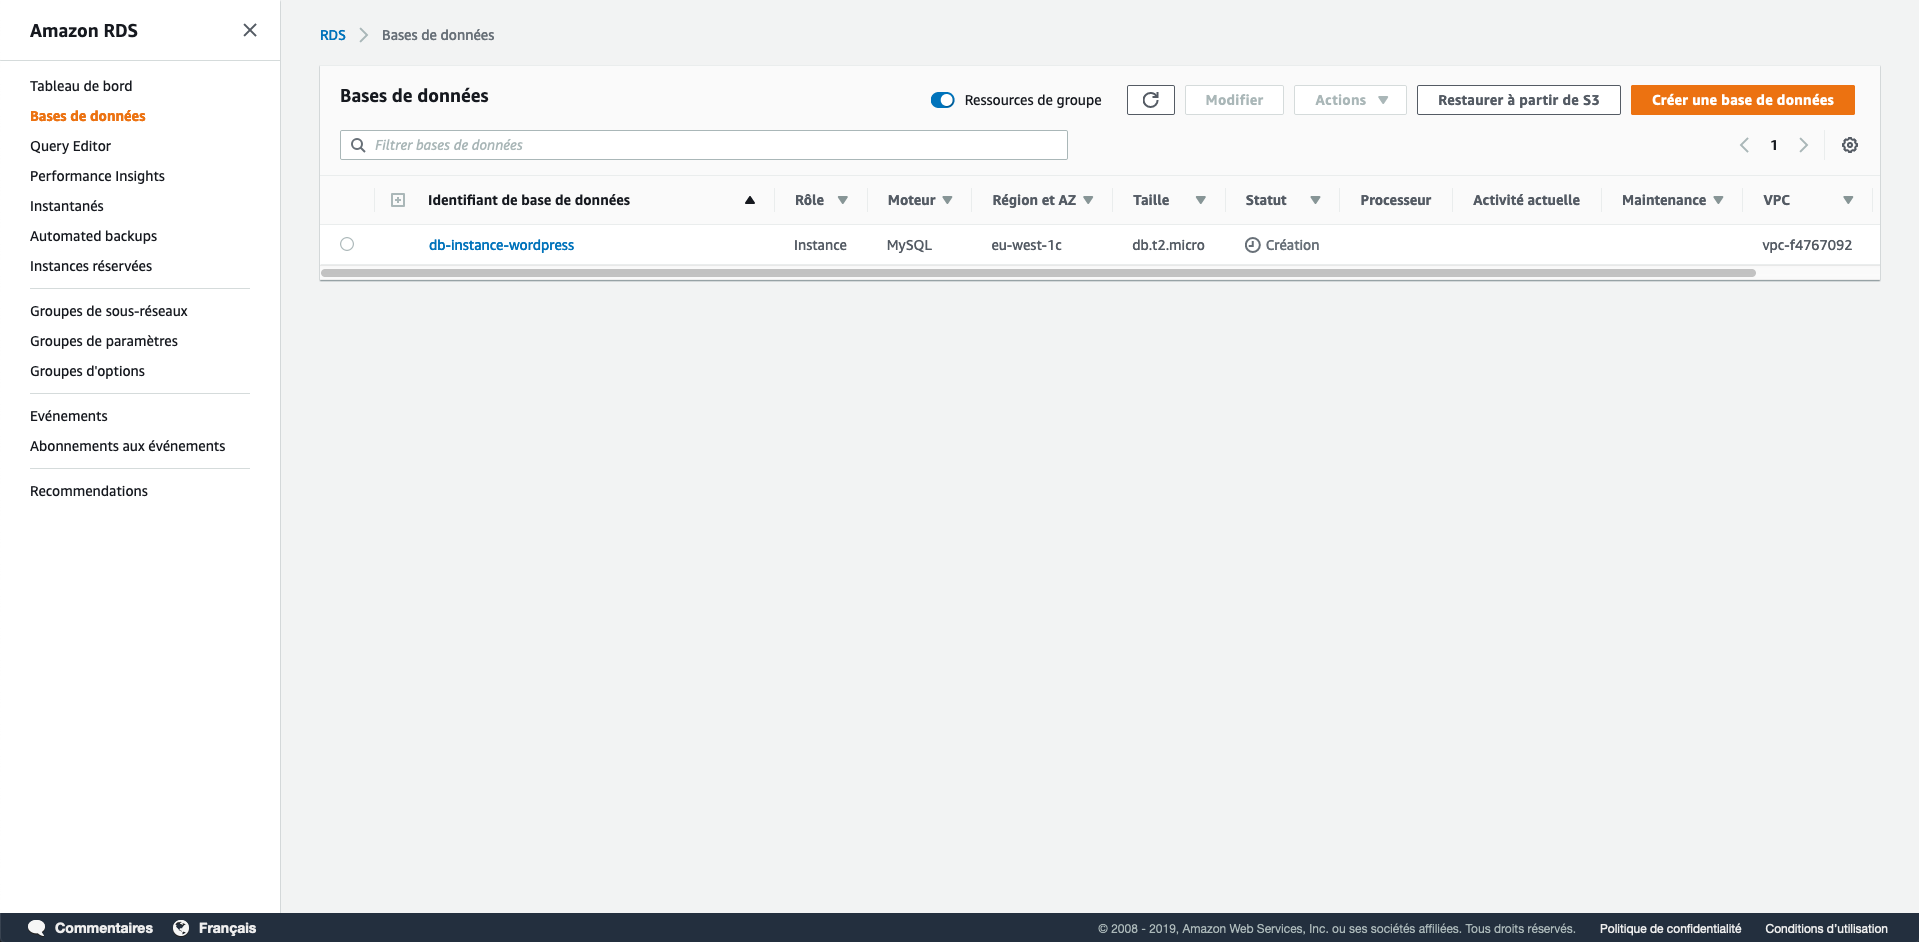 Amazon RDS
Tableau de bord
Bases de données
Query Editor
Performance Insights
Instantanés
Automated backups
Instances réservées
Groupes de sous-réseaux
Groupes de paramètres
Groupes d'options
Evénements
Abonnements aux événements
Recommendations
RDS Bases de données
Bases de données
Ressources de groupe Modifier Actions Restaurer à partir de S3 Créer une base de données
Filtrer bases de données
1
Identifiant de base de données Rôle Moteur Région et AZ Taille Statut Processeur Activité actuelle Maintenance VPC
db-instance-wordpress Instance MySQL eu-west-1c db.t2.micro Création vpc-f4767092
Commentaires Français © 2008 - 2019, Amazon Web Services, Inc. ou ses sociétés affiliées. Tous droits réservés. Politique de confidentialité Conditions d’utilisation